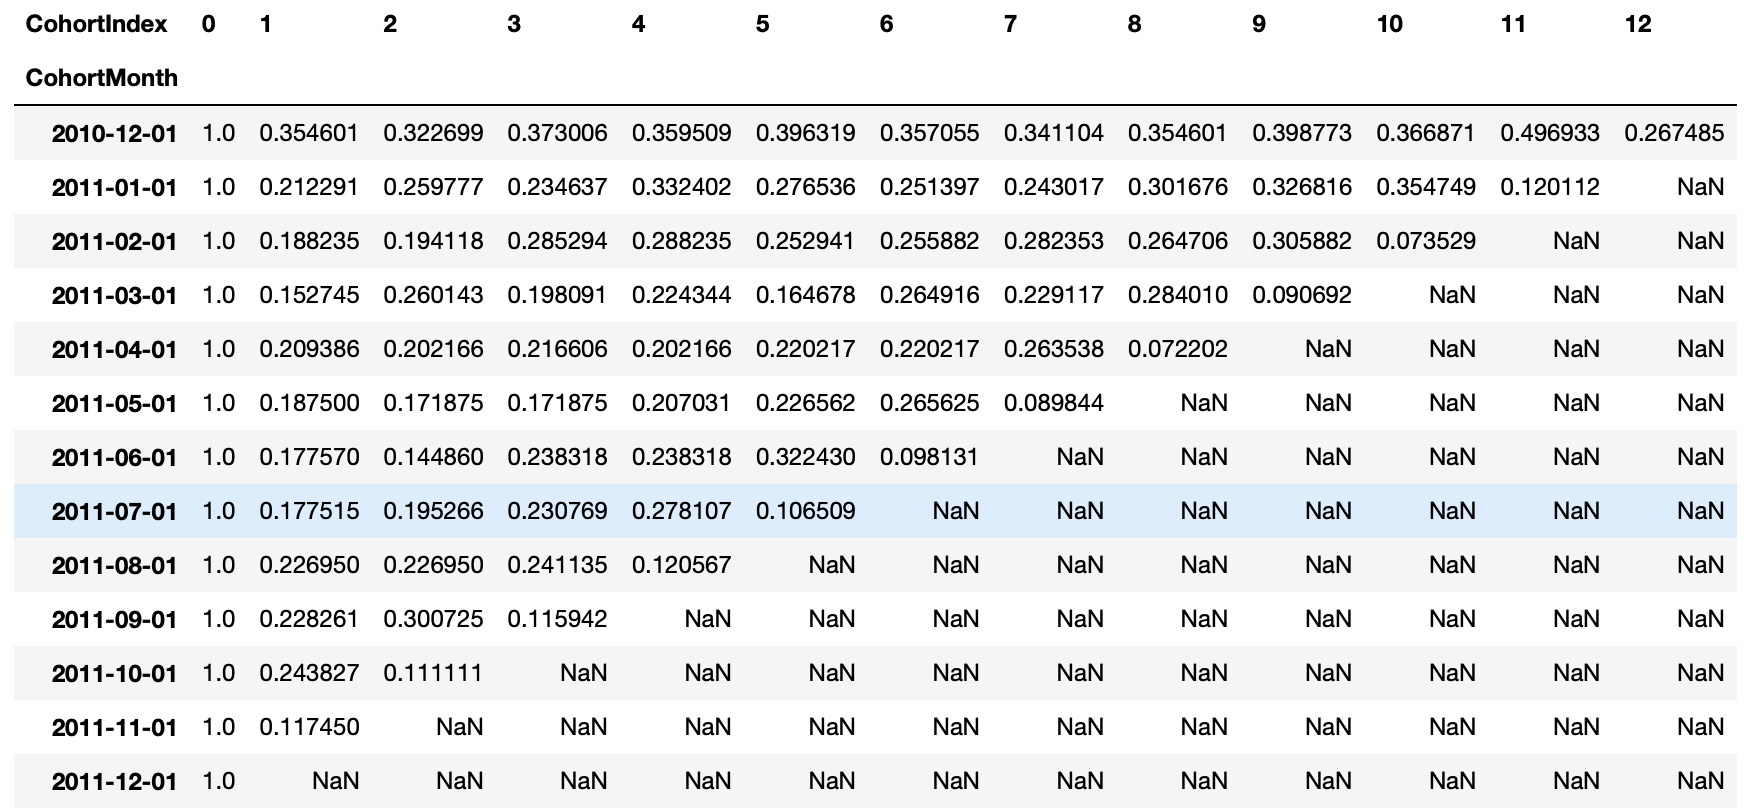 CohortIndex 0 1 2 3 4 5 6 7 8 9 10 11 12
CohortMonth
2010-12-01 1.0 0.354601 0.322699 0.373006 0.359509 0.396319 0.357055 0.341104 0.354601 0.398773 0.366871 0.496933 0.267485
2011-01-01 1.0 0.212291 0.259777 0.234637 0.332402 0.276536 0.251397 0.243017 0.301676 0.326816 0.354749 0.120112 NaN
2011-02-01 1.0 0.188235 0.194118 0.285294 0.288235 0.252941 0.255882 0.282353 0.264706 0.305882 0.073529 NaN NaN
2011-03-01 1.0 0.152745 0.260143 0.198091 0.224344 0.164678 0.264916 0.229117 0.284010 0.090692 NaN NaN NaN
2011-04-01 1.0 0.209386 0.202166 0.216606 0.202166 0.220217 0.220217 0.263538 0.072202 NaN NaN NaN NaN
2011-05-01 1.0 0.187500 0.171875 0.171875 0.207031 0.226562 0.265625 0.089844 NaN NaN NaN NaN NaN
2011-06-01 1.0 0.177570 0.144860 0.238318 0.238318 0.322430 0.098131 NaN NaN NaN NaN NaN NaN
2011-07-01 1.0 0.177515 0.195266 0.230769 0.278107 0.106509 NaN NaN NaN NaN NaN NaN NaN
2011-08-01 1.0 0.226950 0.226950 0.241135 0.120567 NaN NaN NaN NaN NaN NaN NaN NaN
2011-09-01 1.0 0.228261 0.300725 0.115942 NaN NaN NaN NaN NaN NaN NaN NaN NaN
2011-10-01 1.0 0.243827 0.111111 NaN NaN NaN NaN NaN NaN NaN NaN NaN NaN
2011-11-01 1.0 0.117450 NaN NaN NaN NaN NaN NaN NaN NaN NaN NaN NaN
2011-12-01 1.0 NaN NaN NaN NaN NaN NaN NaN NaN NaN NaN NaN NaN